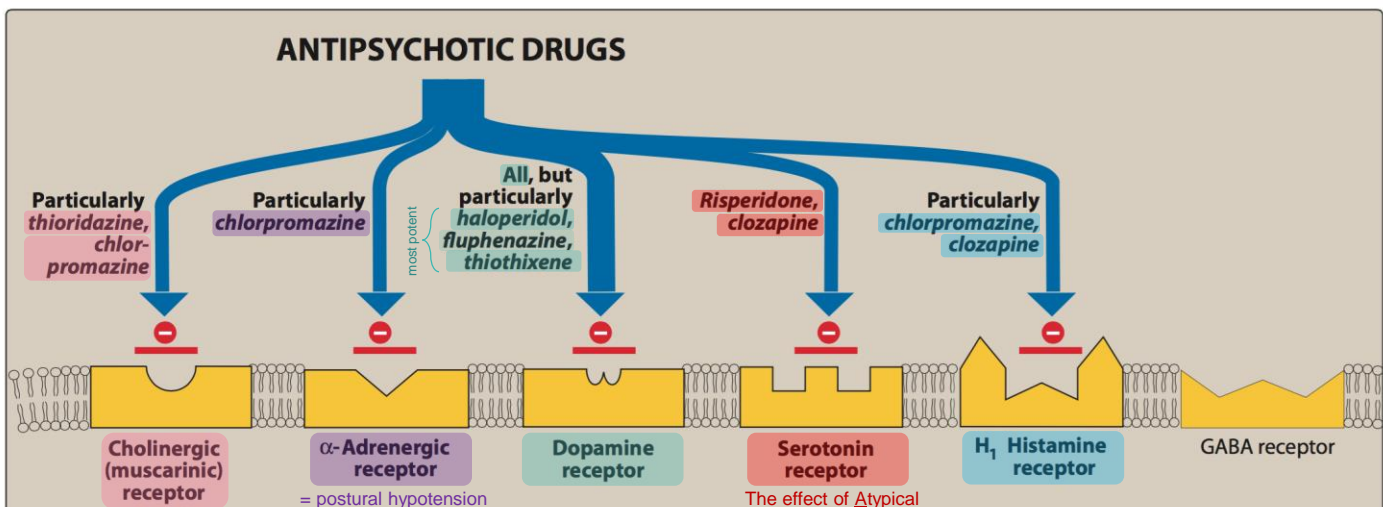 ANTIPSYCHOTIC DRUGS
Particularly
thioridazine,
chlor-
promazine
Particularly
chlorpromazine
most potent
All, but
particularly
haloperidol,
fluphenazine,
thiothixene
Risperidone,
clozapine
Particularly
chlorpromazine,
clozapine
Cholinergic
(muscarinic)
receptor
α-Adrenergic
receptor
= postural hypotension
Dopamine
receptor
Serotonin
receptor
The effect of Atypical
H₁ Histamine
receptor
GABA receptor